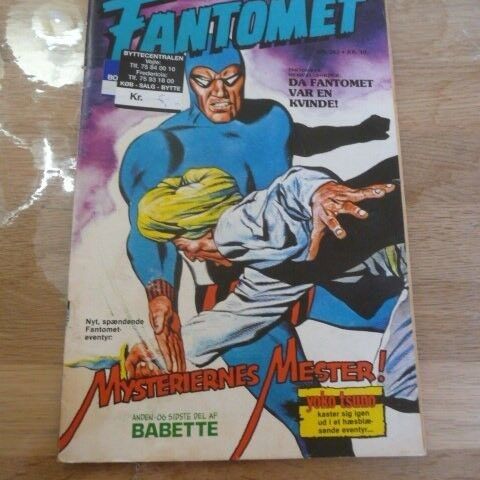 FANTOMET
BYTTECENTRALEN
Vejle:
Tlf. 75 84 00 10
Fredericia:
Tlf. 75 93 18 00
KØB - SALG - BYTTE
BO
Kr.
DA FANTOMET
VAR EN
KVINDE!
Nyt, spændende
Fantomet-
eventyr:
MYSTERIERNES MESTER!
ANDEN- OG SIDSTE DEL AF
BABETTE
yoko tsuno
kaster sig igen
ud i et hæsblæ-
sende eventyr...